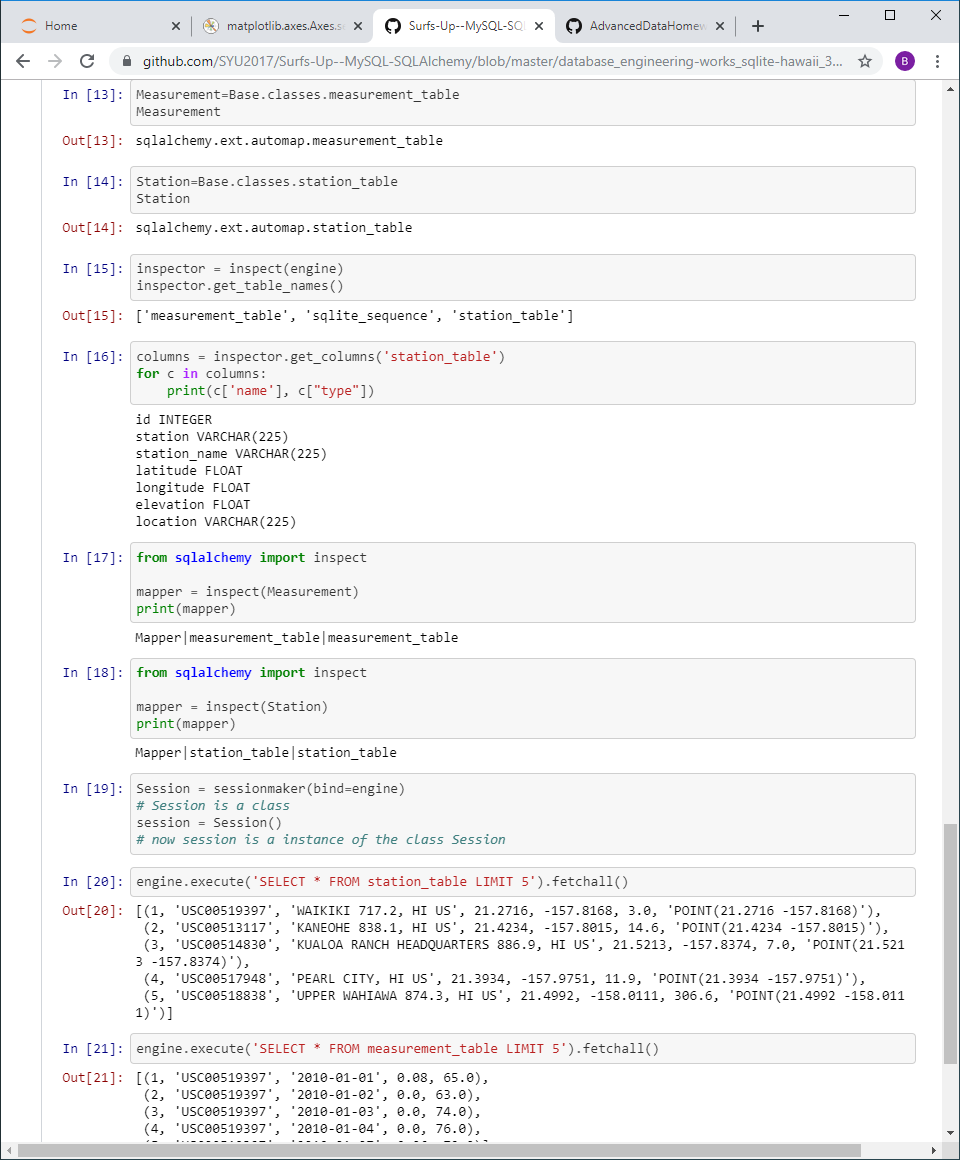 Home
matplotlib.axes.Axes.se
Surfs-Up--MySQL-SQL
AdvancedDataHomew
github.com/SYU2017/Surfs-Up--MySQL-SQLAlchemy/blob/master/database_engineering-works_sqlite-hawaii_3...
B
In [13]: Measurement=Base.classes.measurement_table
Measurement
Out[13]: sqlalchemy.ext.automap.measurement_table
In [14]: Station=Base.classes.station_table
Station
Out[14]: sqlalchemy.ext.automap.station_table
In [15]: inspector = inspect(engine)
inspector.get_table_names()
Out[15]: ['measurement_table', 'sqlite_sequence', 'station_table']
In [16]: columns = inspector.get_columns('station_table')
for c in columns:
    print(c['name'], c["type"])
id INTEGER
station VARCHAR(225)
station_name VARCHAR(225)
latitude FLOAT
longitude FLOAT
elevation FLOAT
location VARCHAR(225)
In [17]: from sqlalchemy import inspect
mapper = inspect(Measurement)
print(mapper)
Mapper|measurement_table|measurement_table
In [18]: from sqlalchemy import inspect
mapper = inspect(Station)
print(mapper)
Mapper|station_table|station_table
In [19]: Session = sessionmaker(bind=engine)
# Session is a class
session = Session()
# now session is a instance of the class Session
In [20]: engine.execute('SELECT * FROM station_table LIMIT 5').fetchall()
Out[20]: [(1, 'USC00519397', 'WAIKIKI 717.2, HI US', 21.2716, -157.8168, 3.0, 'POINT(21.2716 -157.8168)'),
(2, 'USC00513117', 'KANEOHE 838.1, HI US', 21.4234, -157.8015, 14.6, 'POINT(21.4234 -157.8015)'),
(3, 'USC00514830', 'KUALOA RANCH HEADQUARTERS 886.9, HI US', 21.5213, -157.8374, 7.0, 'POINT(21.521
3 -157.8374)'),
(4, 'USC00517948', 'PEARL CITY, HI US', 21.3934, -157.9751, 11.9, 'POINT(21.3934 -157.9751)'),
(5, 'USC00518838', 'UPPER WAHIAWA 874.3, HI US', 21.4992, -158.0111, 306.6, 'POINT(21.4992 -158.011
1)')]
In [21]: engine.execute('SELECT * FROM measurement_table LIMIT 5').fetchall()
Out[21]: [(1, 'USC00519397', '2010-01-01', 0.08, 65.0),
(2, 'USC00519397', '2010-01-02', 0.0, 63.0),
(3, 'USC00519397', '2010-01-03', 0.0, 74.0),
(4, 'USC00519397', '2010-01-04', 0.0, 76.0),